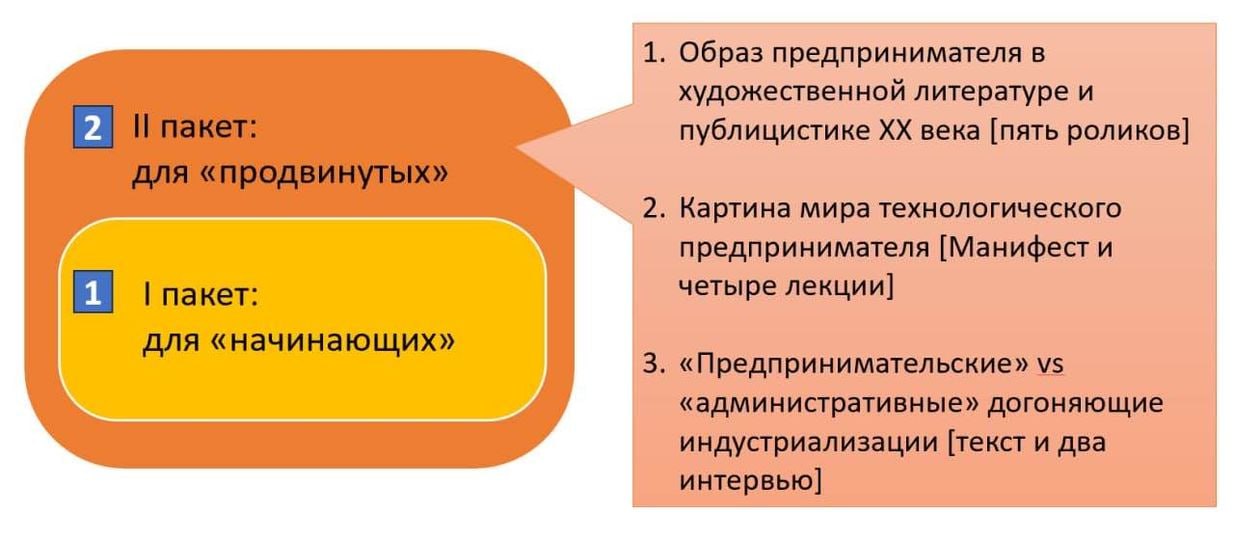 2 II пакет:
для «продвинутых»
1 I пакет:
для «начинающих»
1. Образ предпринимателя в
художественной литературе и
публицистике XX века [пять роликов]
2. Картина мира технологического
предпринимателя [Манифест и
четыре лекции]
3. «Предпринимательские» vs
«административные» догоняющие
индустриализации [текст и два
интервью]